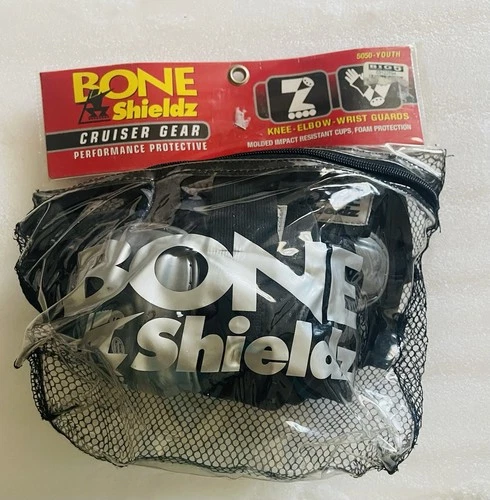 6050-YOUTH
BONE
Shieldz
CRUISER GEAR
PERFORMANCE PROTECTIVE
KNEE-ELBOW-WRIST GUARDS
MOLDED IMPACT RESISTANT CUPS, FOAM PROTECTION
BONE
Shieldz